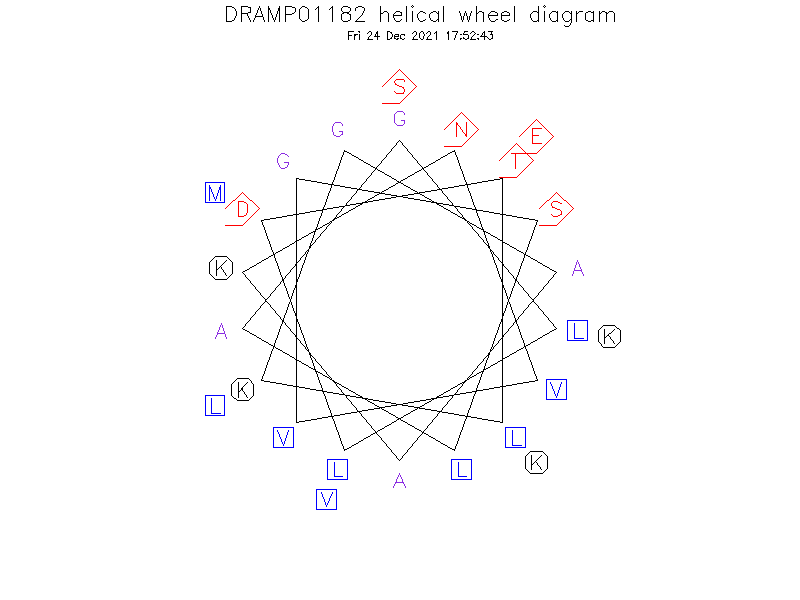 DRAMP01182 helical wheel diagram
Fri 24 Dec 2021 17:52:43
S
G
G N E
G T
M D S
K A
A L K
L K V
V L K
L A L
V